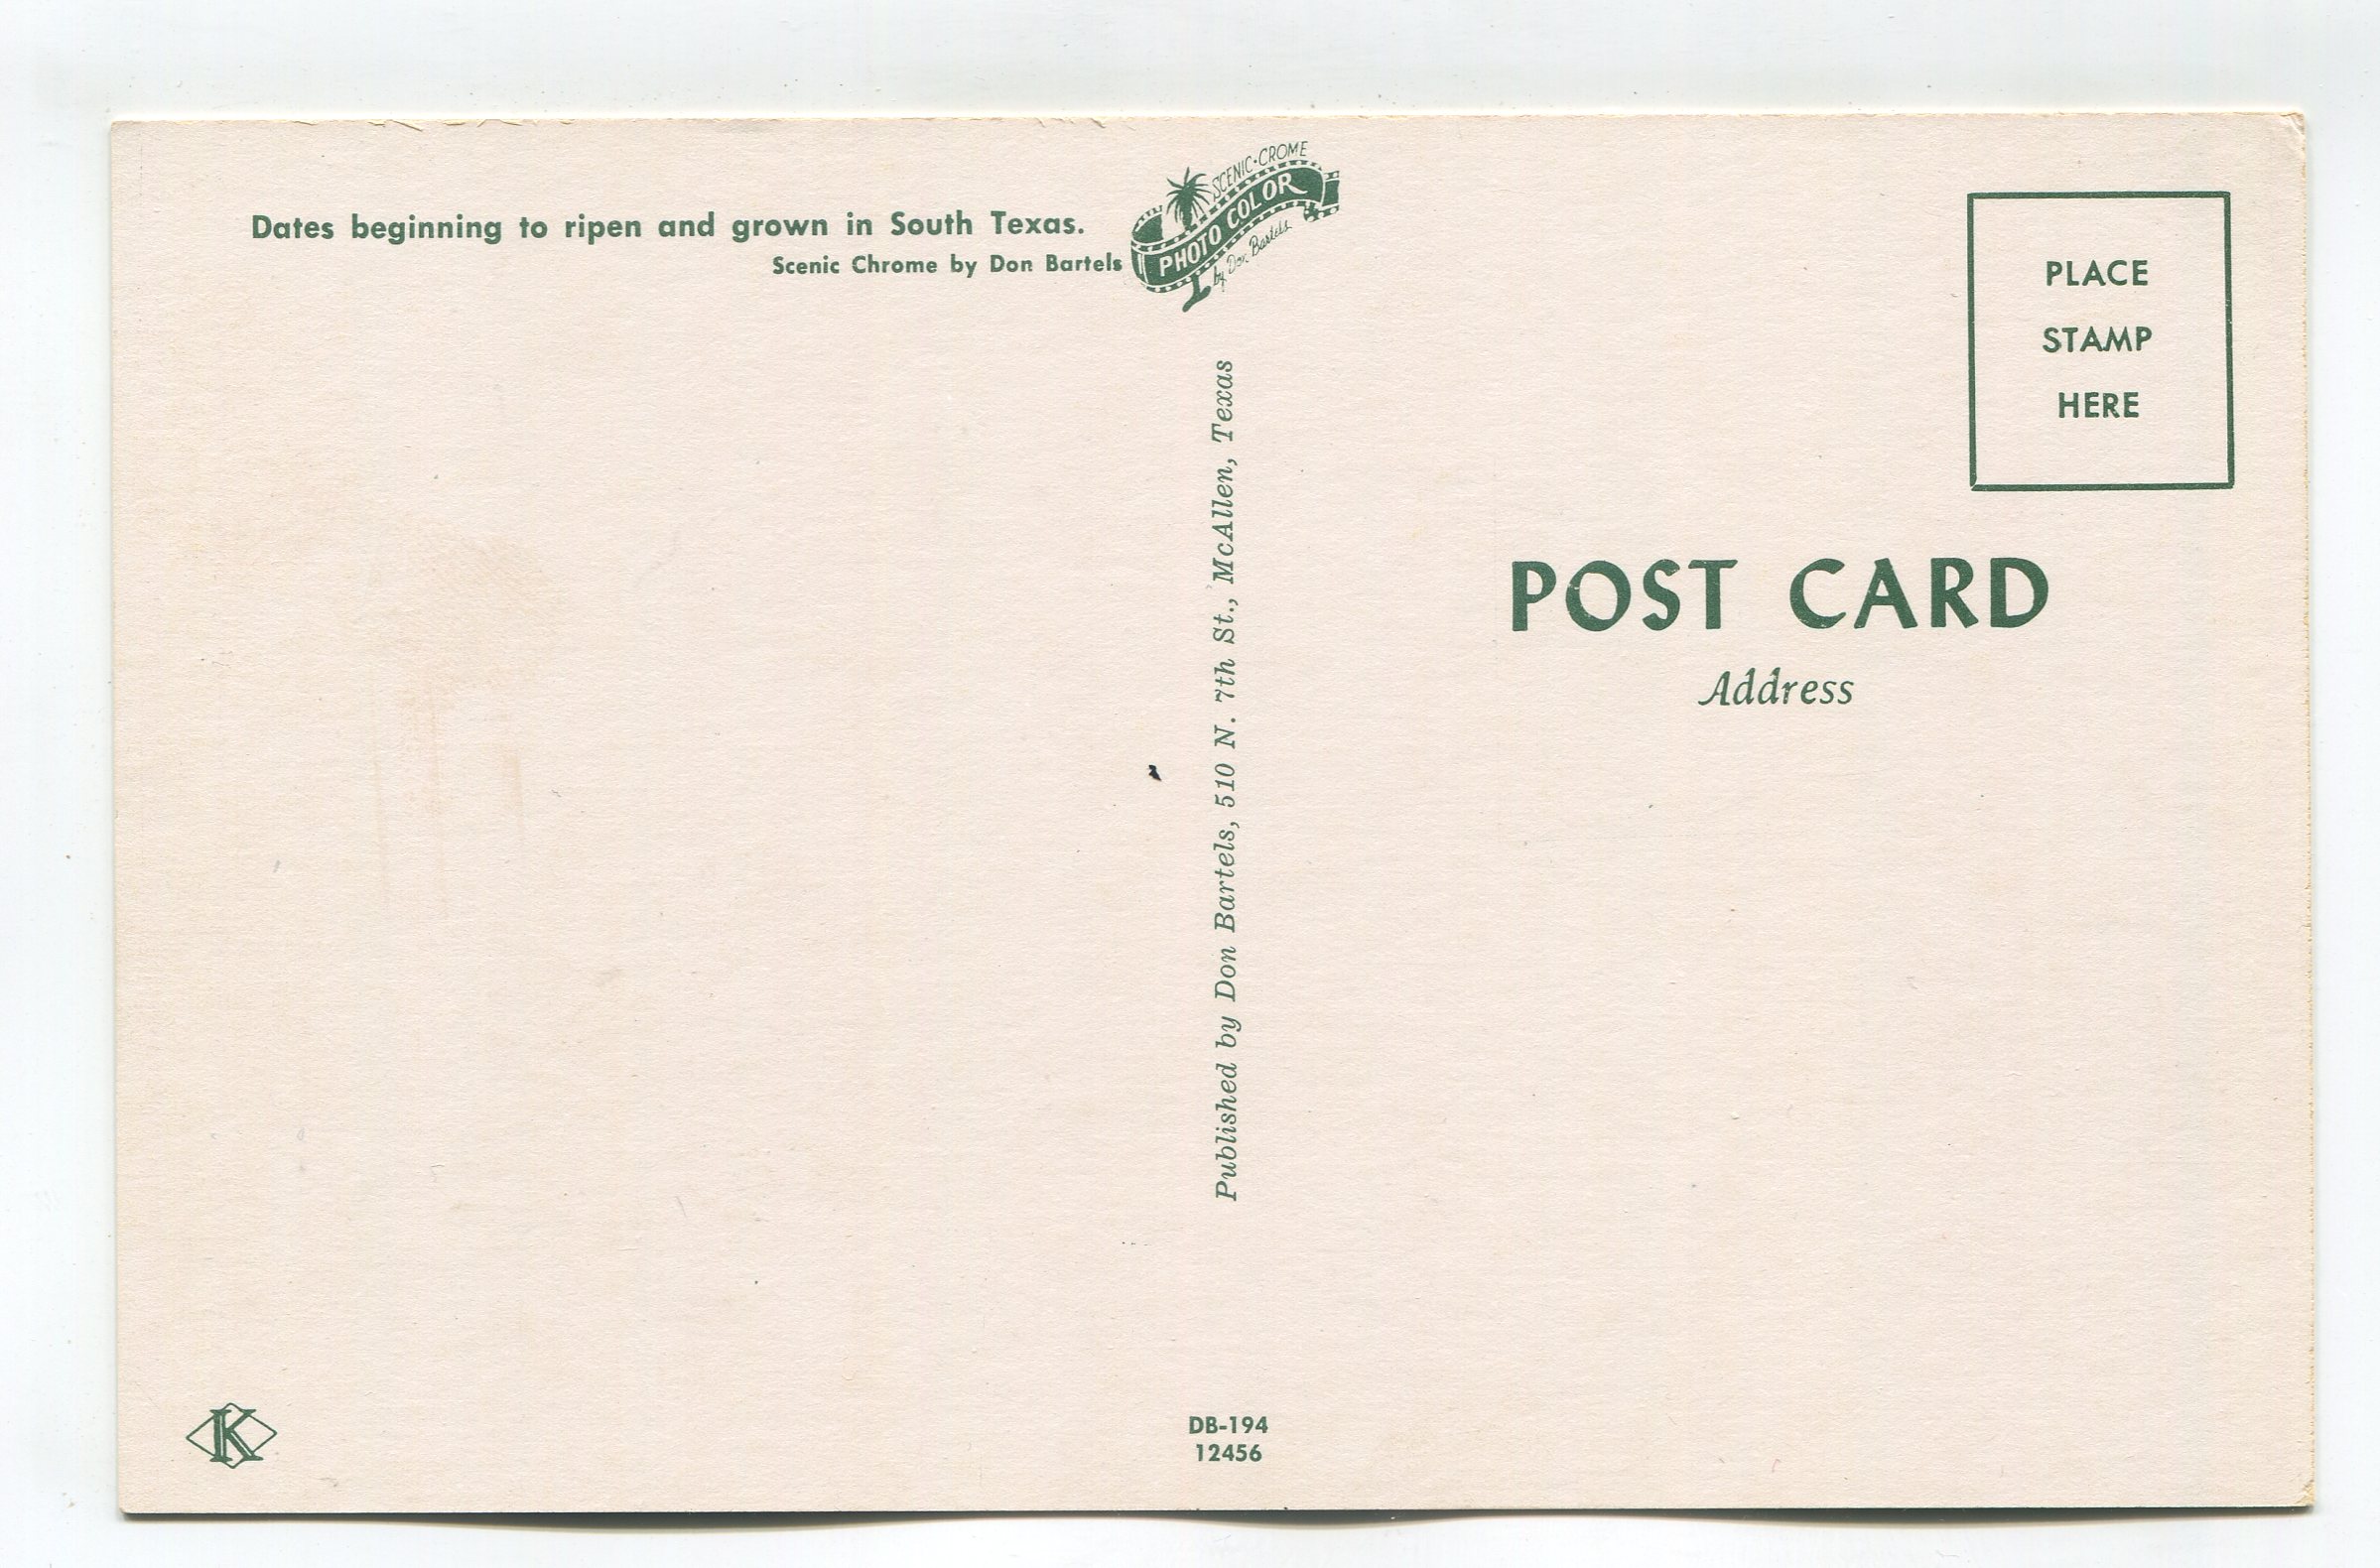 Dates beginning to ripen and grown in South Texas.
Scenic Chrome by Don Bartels
SCENIC·CROME
PHOTO COLOR
by Don Bartels
Published by Don Bartels, 510 N. 7th St., McAllen, Texas
PLACE
STAMP
HERE
POST CARD
Address
K
DB-194
12456